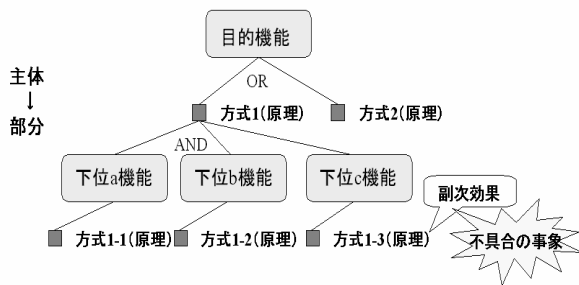 目的機能
主体
↓
部分
OR
方式1(原理)
方式2(原理)
AND
下位a機能
下位b機能
下位c機能
副次効果
方式1-1(原理)
方式1-2(原理)
方式1-3(原理)
不具合の事象